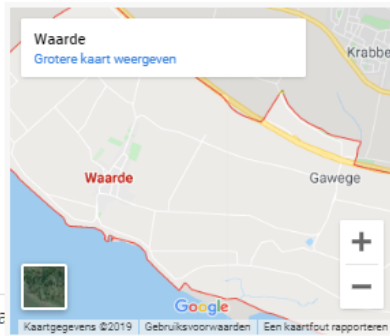 Waarde
Grotere kaart weergeven
Krabbe
Waarde
Gawege
+
−
Google
Kaartgegevens ©2019 Gebruiksvoorwaarden Een kaartfout rapporteren